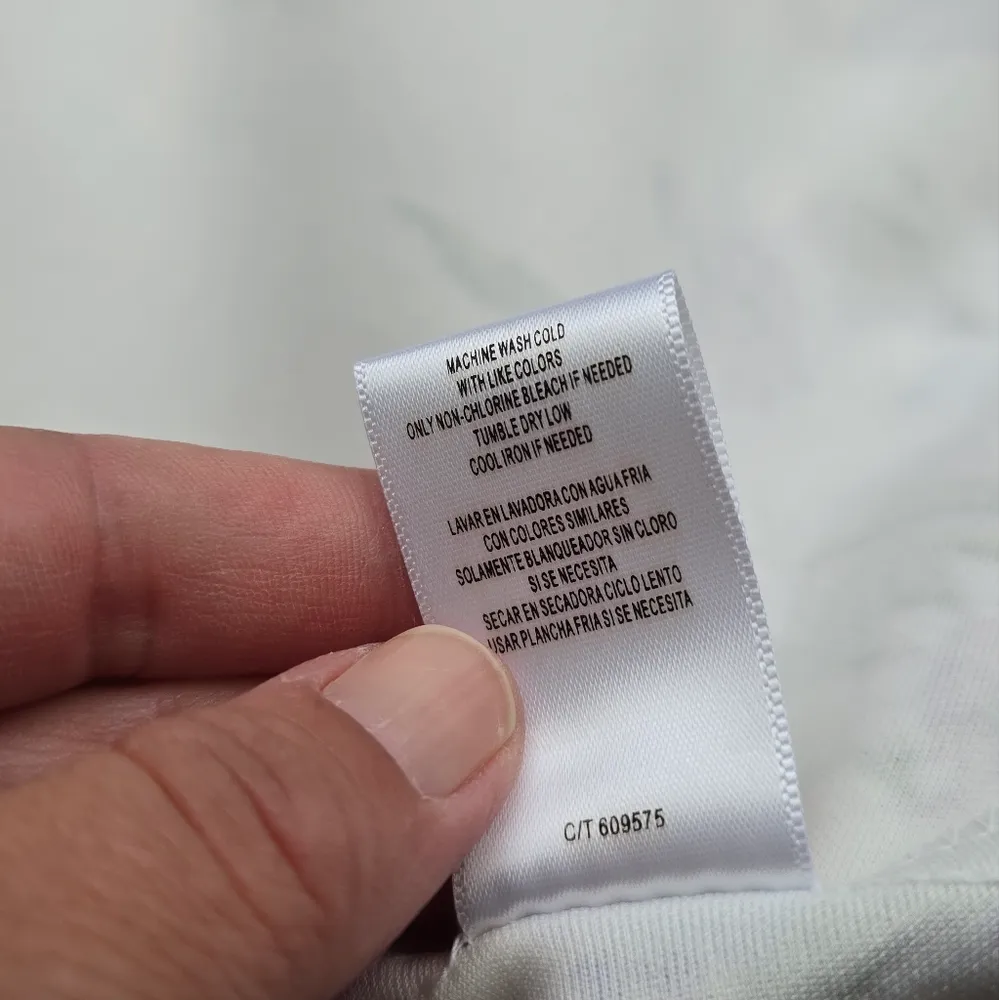 MACHINE WASH COLD
WITH LIKE COLORS
ONLY NON-CHLORINE BLEACH IF NEEDED
TUMBLE DRY LOW
COOL IRON IF NEEDED
LAVAR EN LAVADORA CON AGUA FRIA
CON COLORES SIMILARES
SOLAMENTE BLANQUEADOR SIN CLORO
SI SE NECESITA
SECAR EN SECADORA CICLO LENTO
USAR PLANCHA FRIA SI SE NECESITA
C/T 609575